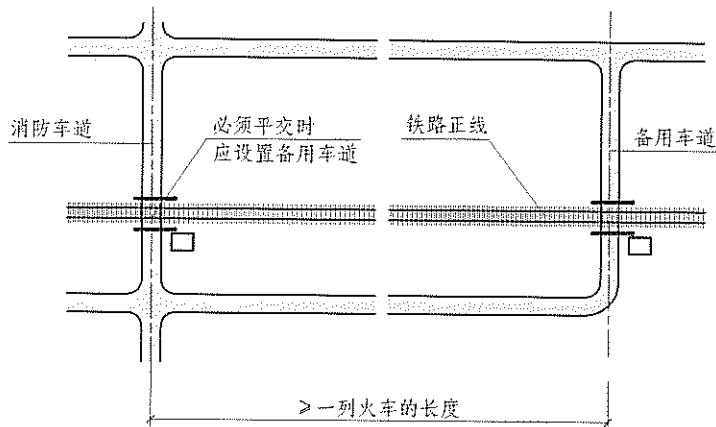 消防车道
必须平交时
应设置备用车道
铁路正线
备用车道
≥一列火车的长度